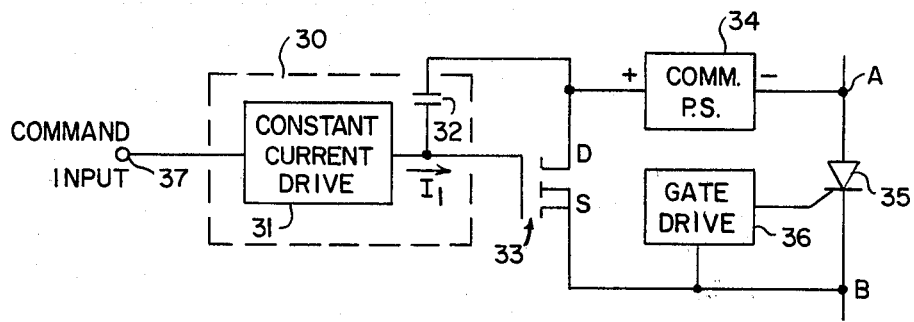 30
34
COMMAND
INPUT
37
CONSTANT
CURRENT
DRIVE
31
32
I1
33
D
S
+
COMM.
P.S.
−
A
GATE
DRIVE
36
35
B